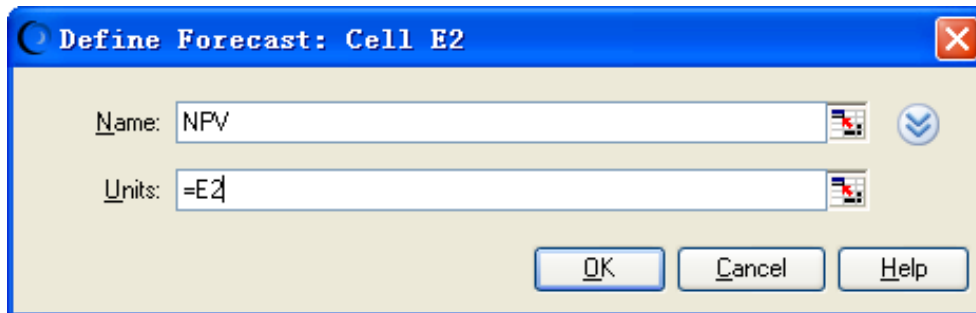 Define Forecast: Cell E2
Name: NPV
Units: =E2
OK Cancel Help